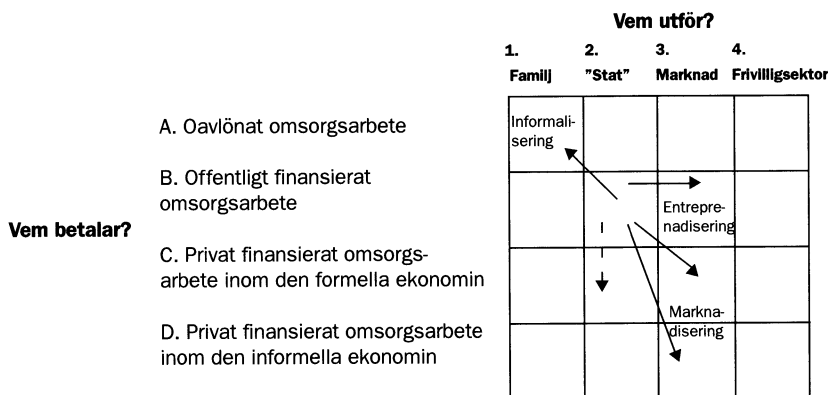 Vem utför?
1. 2. 3. 4.
Familj "Stat" Marknad Frivilligsektor
A. Oavlönat omsorgsarbete
Informali-
sering
B. Offentligt finansierat
omsorgsarbete
Entrepre-
nadisering
Vem betalar?
C. Privat finansierat omsorgs-
arbete inom den formella ekonomin
Markna-
disering
D. Privat finansierat omsorgsarbete
inom den informella ekonomin